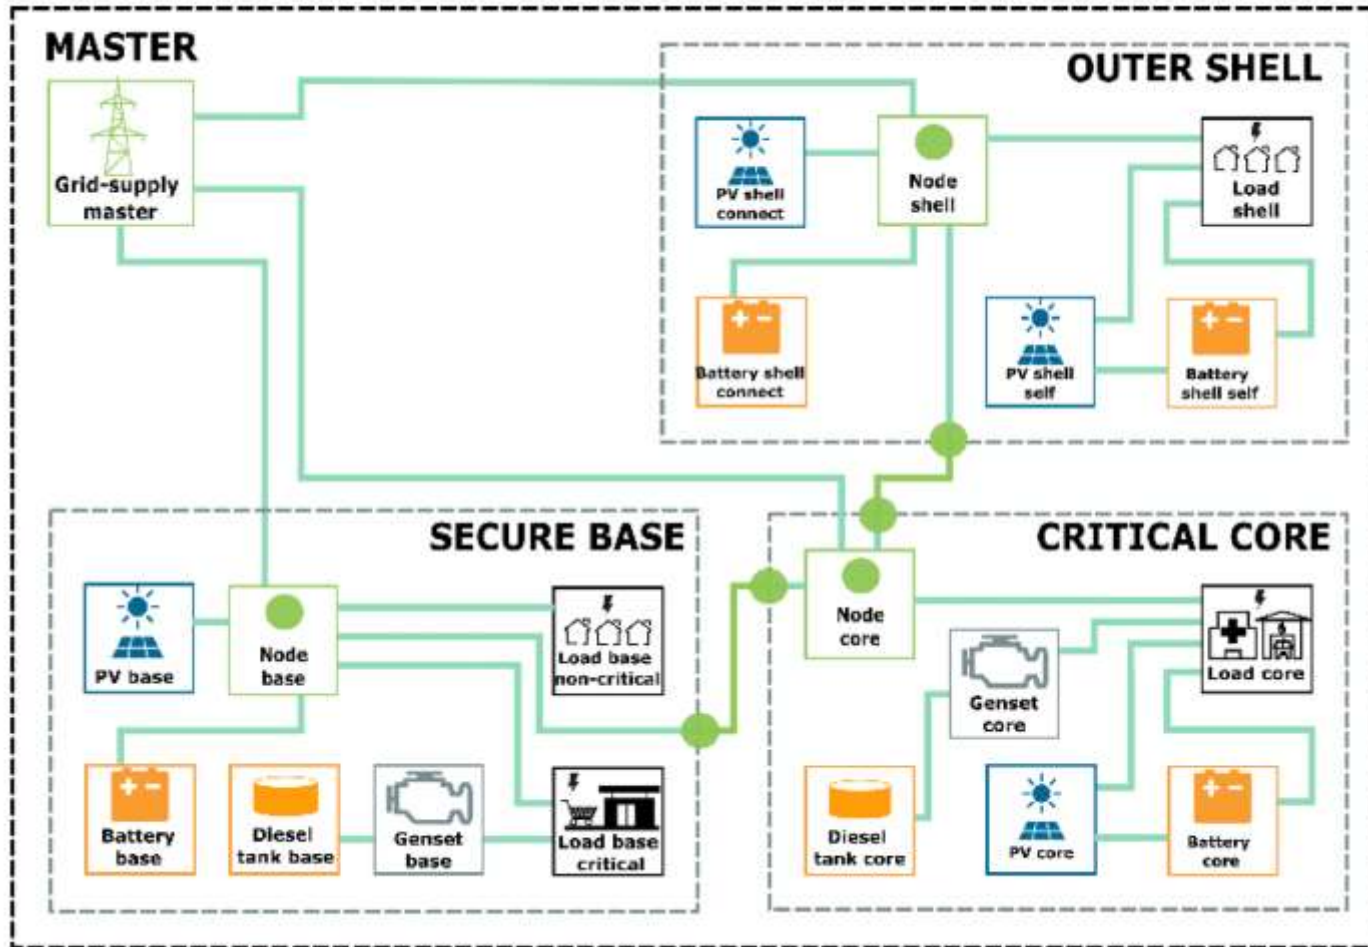 MASTER
Grid-supply
master
OUTER SHELL
PV shell
connect
Node
shell
Load
shell
Battery shell
connect
PV shell
self
Battery
shell self
SECURE BASE
PV base
Node
base
Load base
non-critical
Battery
base
Diesel
tank base
Genset
base
Load base
critical
CRITICAL CORE
Node
core
Genset
core
Load core
Diesel
tank core
PV core
Battery
core